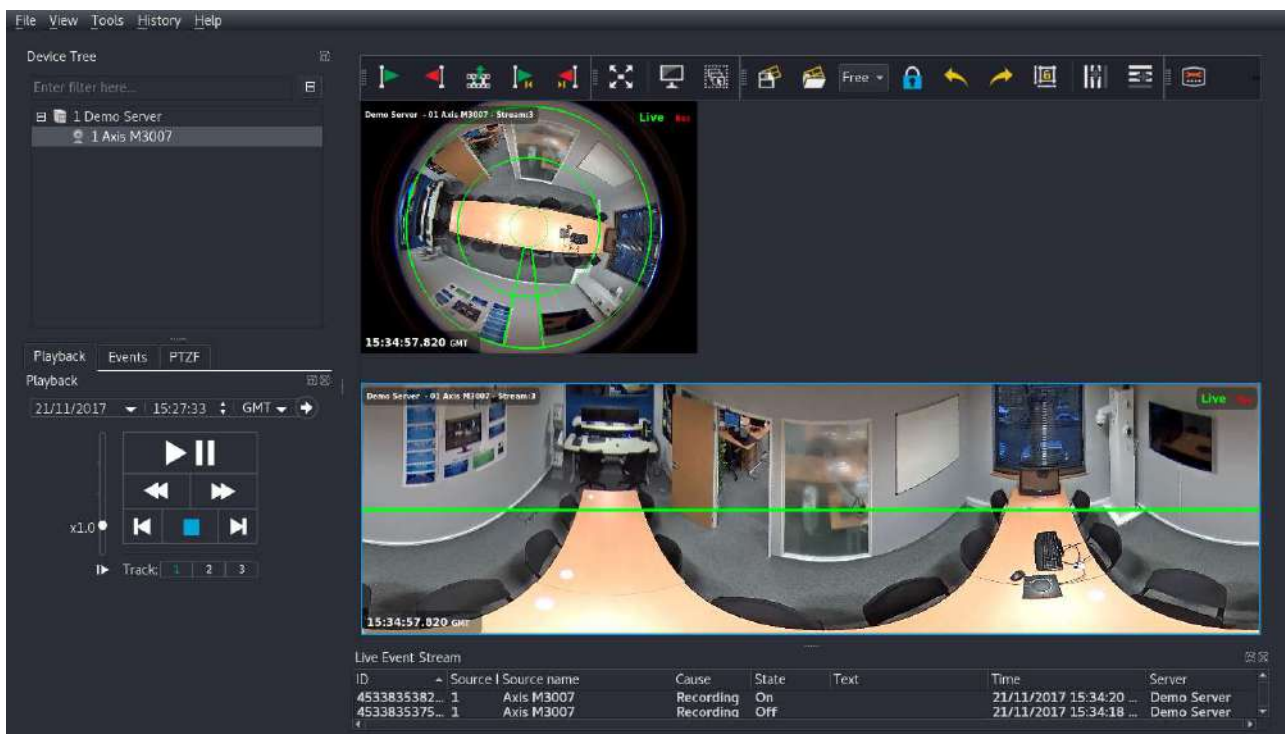 File View Tools History Help
Device Tree
Enter filter here...
1 Demo Server
1 Axis M3007
Free
Demo Server - 01 Axis M3007 - Stream:3
Live Rec
15:34:57.820 GMT
Playback Events PTZF
Playback
21/11/2017 15:27:33 GMT
x1.0
Track: 1 2 3
Demo Server - 01 Axis M3007 - Stream:3
Live Rec
15:34:57.820 GMT
Live Event Stream
ID Source I Source name Cause State Text Time Server
4533835382... 1 Axis M3007 Recording On 21/11/2017 15:34:20 ... Demo Server
4533835375... 1 Axis M3007 Recording Off 21/11/2017 15:34:18 ... Demo Server